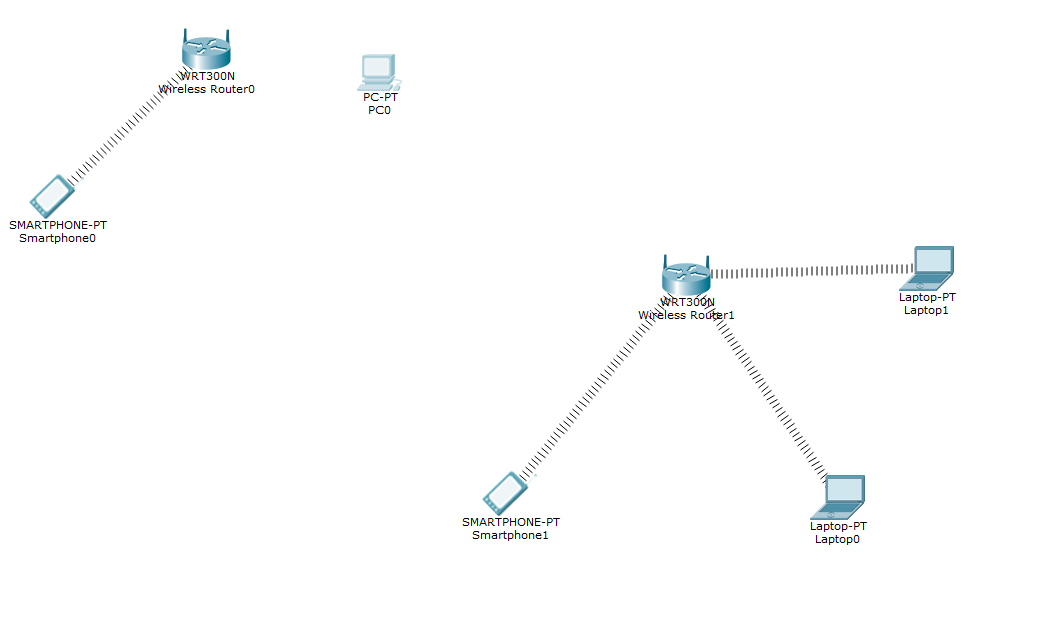 WRT300N
Wireless Router0
PC-PT
PC0
SMARTPHONE-PT
Smartphone0
WRT300N
Wireless Router1
Laptop-PT
Laptop1
SMARTPHONE-PT
Smartphone1
Laptop-PT
Laptop0